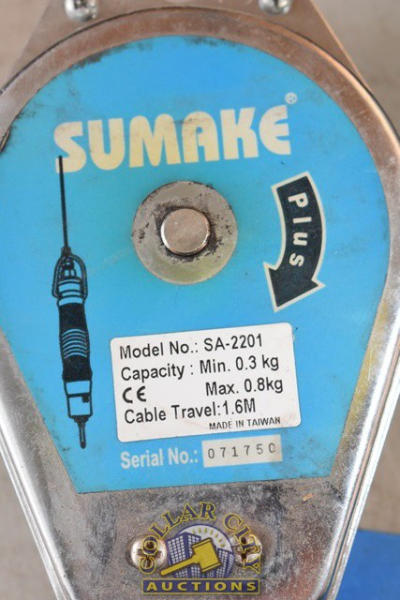 SUMAKE®
Plus
Model No.: SA-2201
Capacity : Min. 0.3 kg
CE Max. 0.8kg
Cable Travel:1.6M
MADE IN TAIWAN
Serial No.: 071750
COLLAR CITY
AUCTIONS